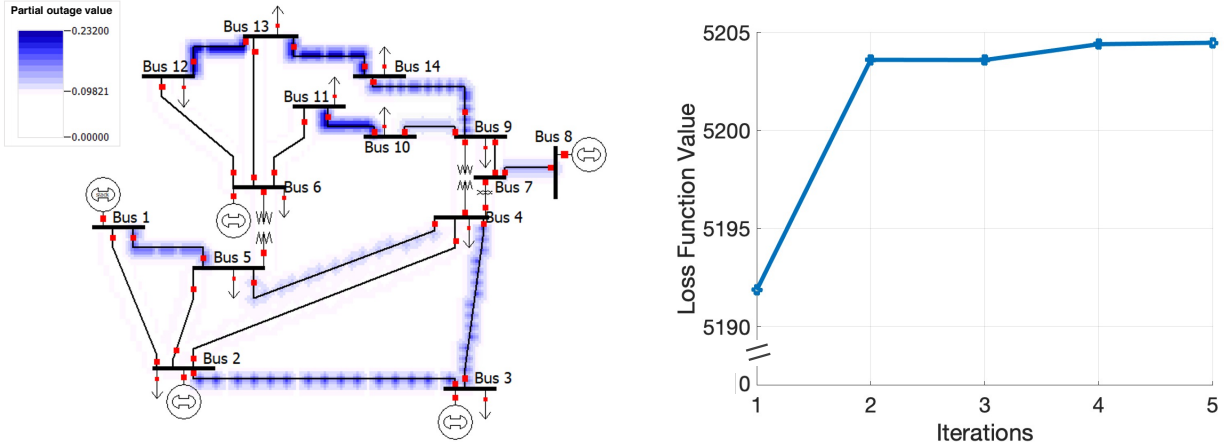 Partial outage value
0.23200
0.09821
0.00000
Bus 13
Bus 12
Bus 14
Bus 11
Bus 10
Bus 9
Bus 8
Bus 7
Bus 6
Bus 1
Bus 4
Bus 5
Bus 2
Bus 3
Loss Function Value
5205
5200
5195
5190
0
1
2
3
4
5
Iterations